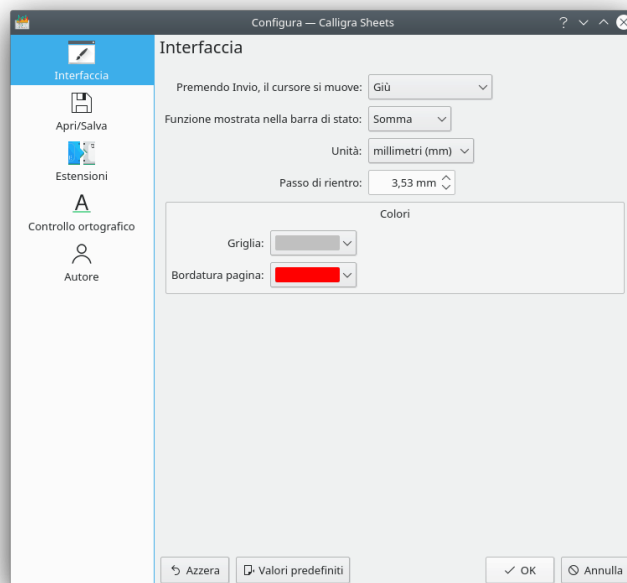 Configura — Calligra Sheets
Interfaccia
Apri/Salva
Estensioni
Controllo ortografico
Autore
Interfaccia
Premendo Invio, il cursore si muove: Giù
Funzione mostrata nella barra di stato: Somma
Unità: millimetri (mm)
Passo di rientro: 3,53 mm
Colori
Griglia:
Bordatura pagina:
Azzera Valori predefiniti OK Annulla